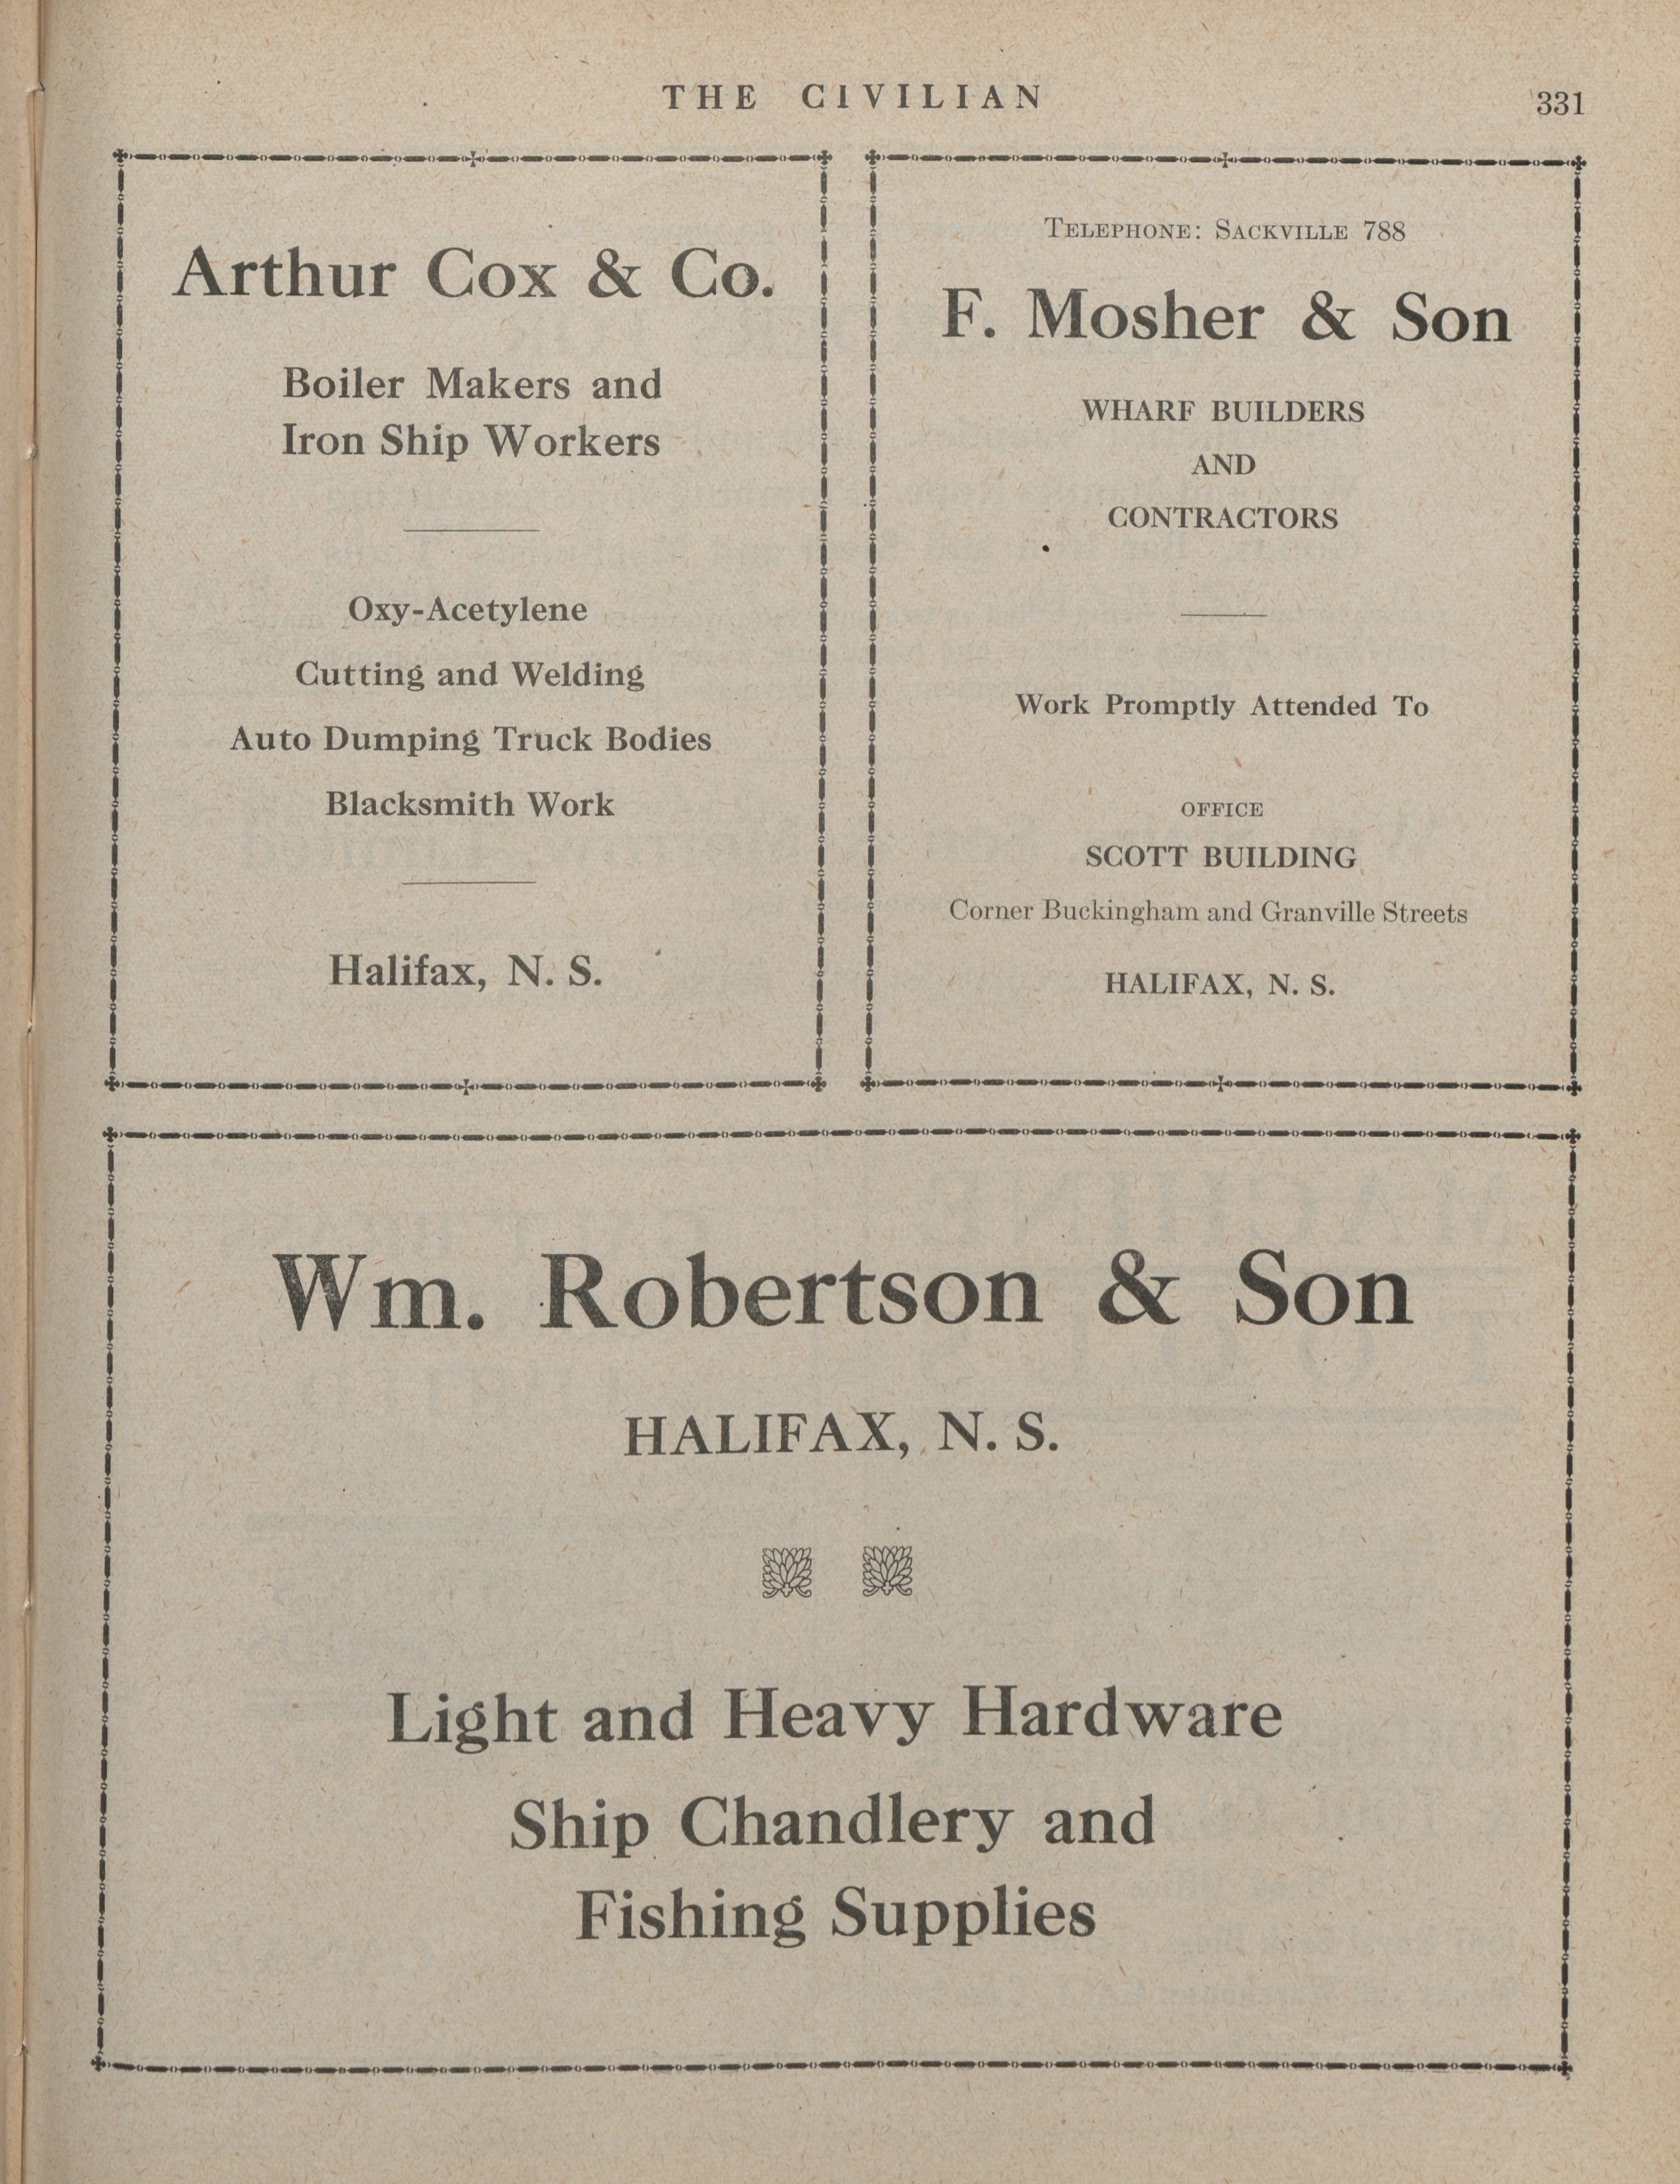 THE CIVILIAN
331
Arthur Cox & Co.
Boiler Makers and
Iron Ship Workers
Oxy-Acetylene
Cutting and Welding
Auto Dumping Truck Bodies
Blacksmith Work
Halifax, N. S.
TELEPHONE: SACKVILLE 788
F. Mosher & Son
WHARF BUILDERS
AND
CONTRACTORS
Work Promptly Attended To
OFFICE
SCOTT BUILDING
Corner Buckingham and Granville Streets
HALIFAX, N. S.
Wm. Robertson & Son
HALIFAX, N. S.
Light and Heavy Hardware
Ship Chandlery and
Fishing Supplies